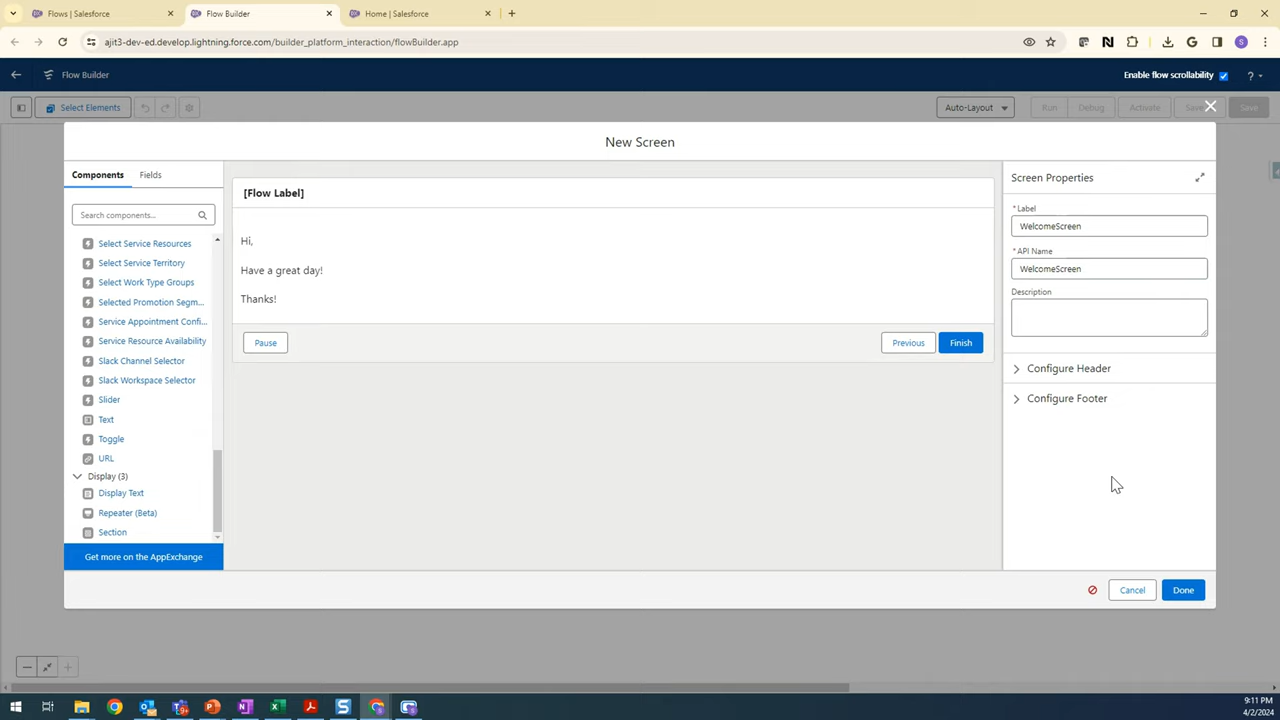 Flows | Salesforce
Flow Builder
Home | Salesforce
ajit3-dev-ed.develop.lightning.force.com/builder_platform_interaction/flowBuilder.app
Flow Builder
Enable flow scrollability
Select Elements
Auto-Layout
Run
Debug
Activate
Save
New Screen
Components
Fields
Search components...
Select Service Resources
Select Service Territory
Select Work Type Groups
Selected Promotion Segm...
Service Appointment Confi...
Service Resource Availability
Slack Channel Selector
Slack Workspace Selector
Slider
Text
Toggle
URL
Display (3)
Display Text
Repeater (Beta)
Section
Get more on the AppExchange
[Flow Label]
Hi,
Have a great day!
Thanks!
Pause
Previous
Finish
Screen Properties
* Label
WelcomeScreen
* API Name
WelcomeScreen
Description
Configure Header
Configure Footer
Cancel
Done
9:11 PM
4/2/2024